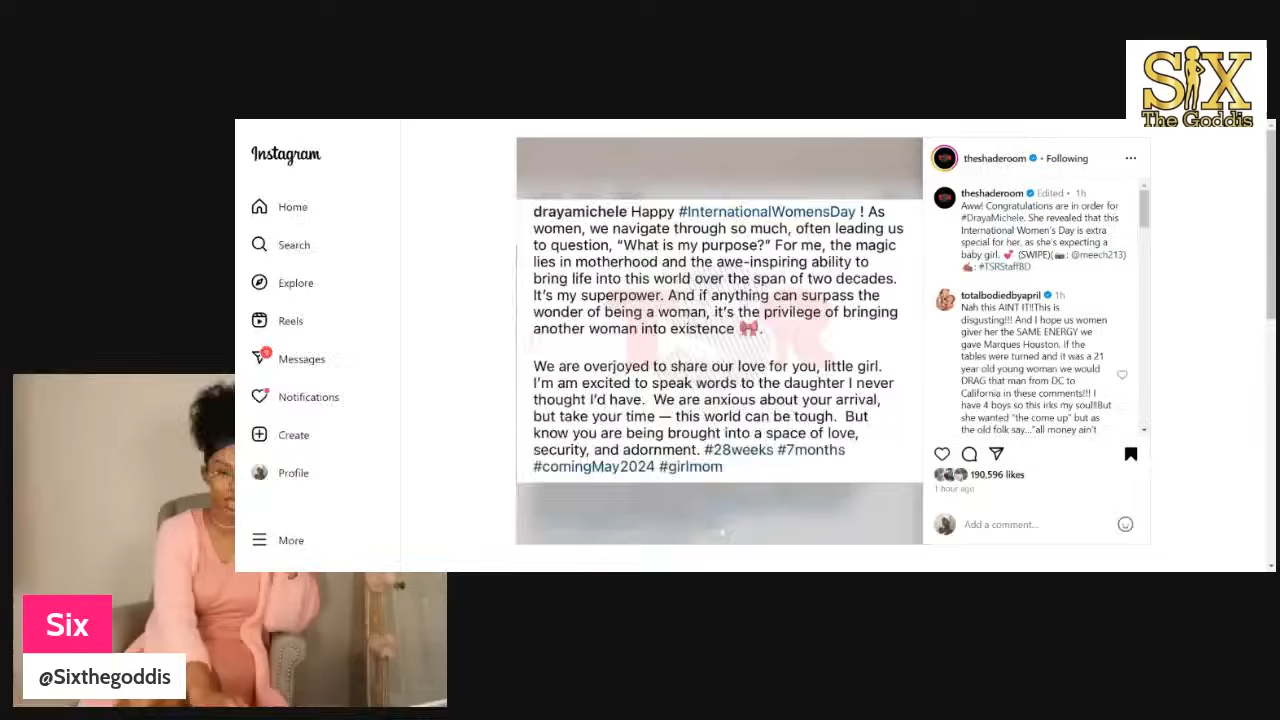 SiX
The Goddis
Instagram
Home
Search
Explore
Reels
9
Messages
Notifications
Create
Profile
More
drayamichele Happy #InternationalWomensDay ! As
women, we navigate through so much, often leading us
to question, “What is my purpose?” For me, the magic
lies in motherhood and the awe-inspiring ability to
bring life into this world over the span of two decades.
It’s my superpower. And if anything can surpass the
wonder of being a woman, it’s the privilege of bringing
another woman into existence 🎀.
We are overjoyed to share our love for you, little girl.
I’m am excited to speak words to the daughter I never
thought I’d have. We are anxious about your arrival,
but take your time — this world can be tough. But
know you are being brought into a space of love,
security, and adornment. #28weeks #7months
#comingMay2024 #girlmom
theshaderoom • Following
theshaderoom Edited • 1h
Aww! Congratulations are in order for
#DrayaMichele. She revealed that this
International Women's Day is extra
special for her, as she's expecting a
baby girl. 💕 (SWIPE)(📷: @meech213)
✍🏾: #TSRStaffBD
totalbodiedbyapril 1h
Nah this AINT IT!!This is
disgusting!!! And I hope us women
giver her the SAME ENERGY we
gave Marques Houston. If the
tables were turned and it was a 21
year old young woman we would
DRAG that man from DC to
California in these comments!!! I
have 4 boys so this irks my soul!!But
she wanted “the come up” but as
the old folk say..."all money ain't
190,596 likes
1 hour ago
Add a comment...
Six
@Sixthegoddis